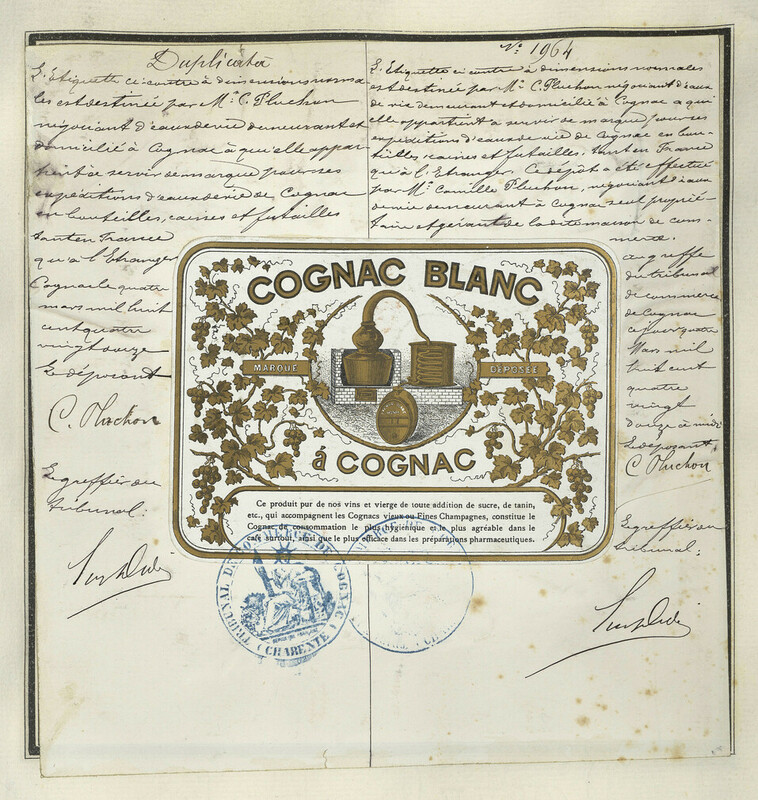 Duplicata
L'Etiquette ci contre à dimensions norma
les est destinée par Mr C. Pluchon
négociant d'eaux de vie demeurant et
domicilié à Cognac à qui elle appar-
tient à servir de marque pour ses
expéditions d'eaux de vie de Cognac
en bouteilles, caisses et futailles
tant en France
qu'à l'Etranger
Cognac le quatre
mars mil huit
cent quatre
vingt douze
Le déposant
C. Pluchon
Le greffier du
tribunal:
No 1964
L'Etiquette ci contre à dimensions normales
est destinée par Mr C. Pluchon négociant d'eaux
de vie demeurant et domicilié à Cognac a qui
elle appartient a servir de marque pour ses
expéditions d'eaux de vie de Cognac en bou-
teilles caisses et futailles. tant en France
qu'à l'Etranger. Ce dépôt a été effectué
par Mr Camille Pluchon, négociant d'eaux
de vie demeurant à Cognac seul proprié-
taire et gérant de la dite maison de com-
merce.
au greffe
du tribunal
de commerce
de Cognac
ce jour quatre
Mars mil
huit cent
quatre
vingt
douze à midi
Le déposant
C Pluchon
Le greffier du
tribunal:
COGNAC BLANC
MARQUE DÉPOSÉE
à COGNAC
Ce produit pur de nos vins et vierge de toute addition de sucre, de tanin,
etc., qui accompagnent les Cognacs vieux ou Fines Champagnes, constitue le
Cognac de consommation le plus hygiénique et le plus agréable dans le
café surtout, ainsi que le plus efficace dans les préparations pharmaceutiques.
TRIBUNAL DE COMMERCE DE COGNAC
(CHARENTE)